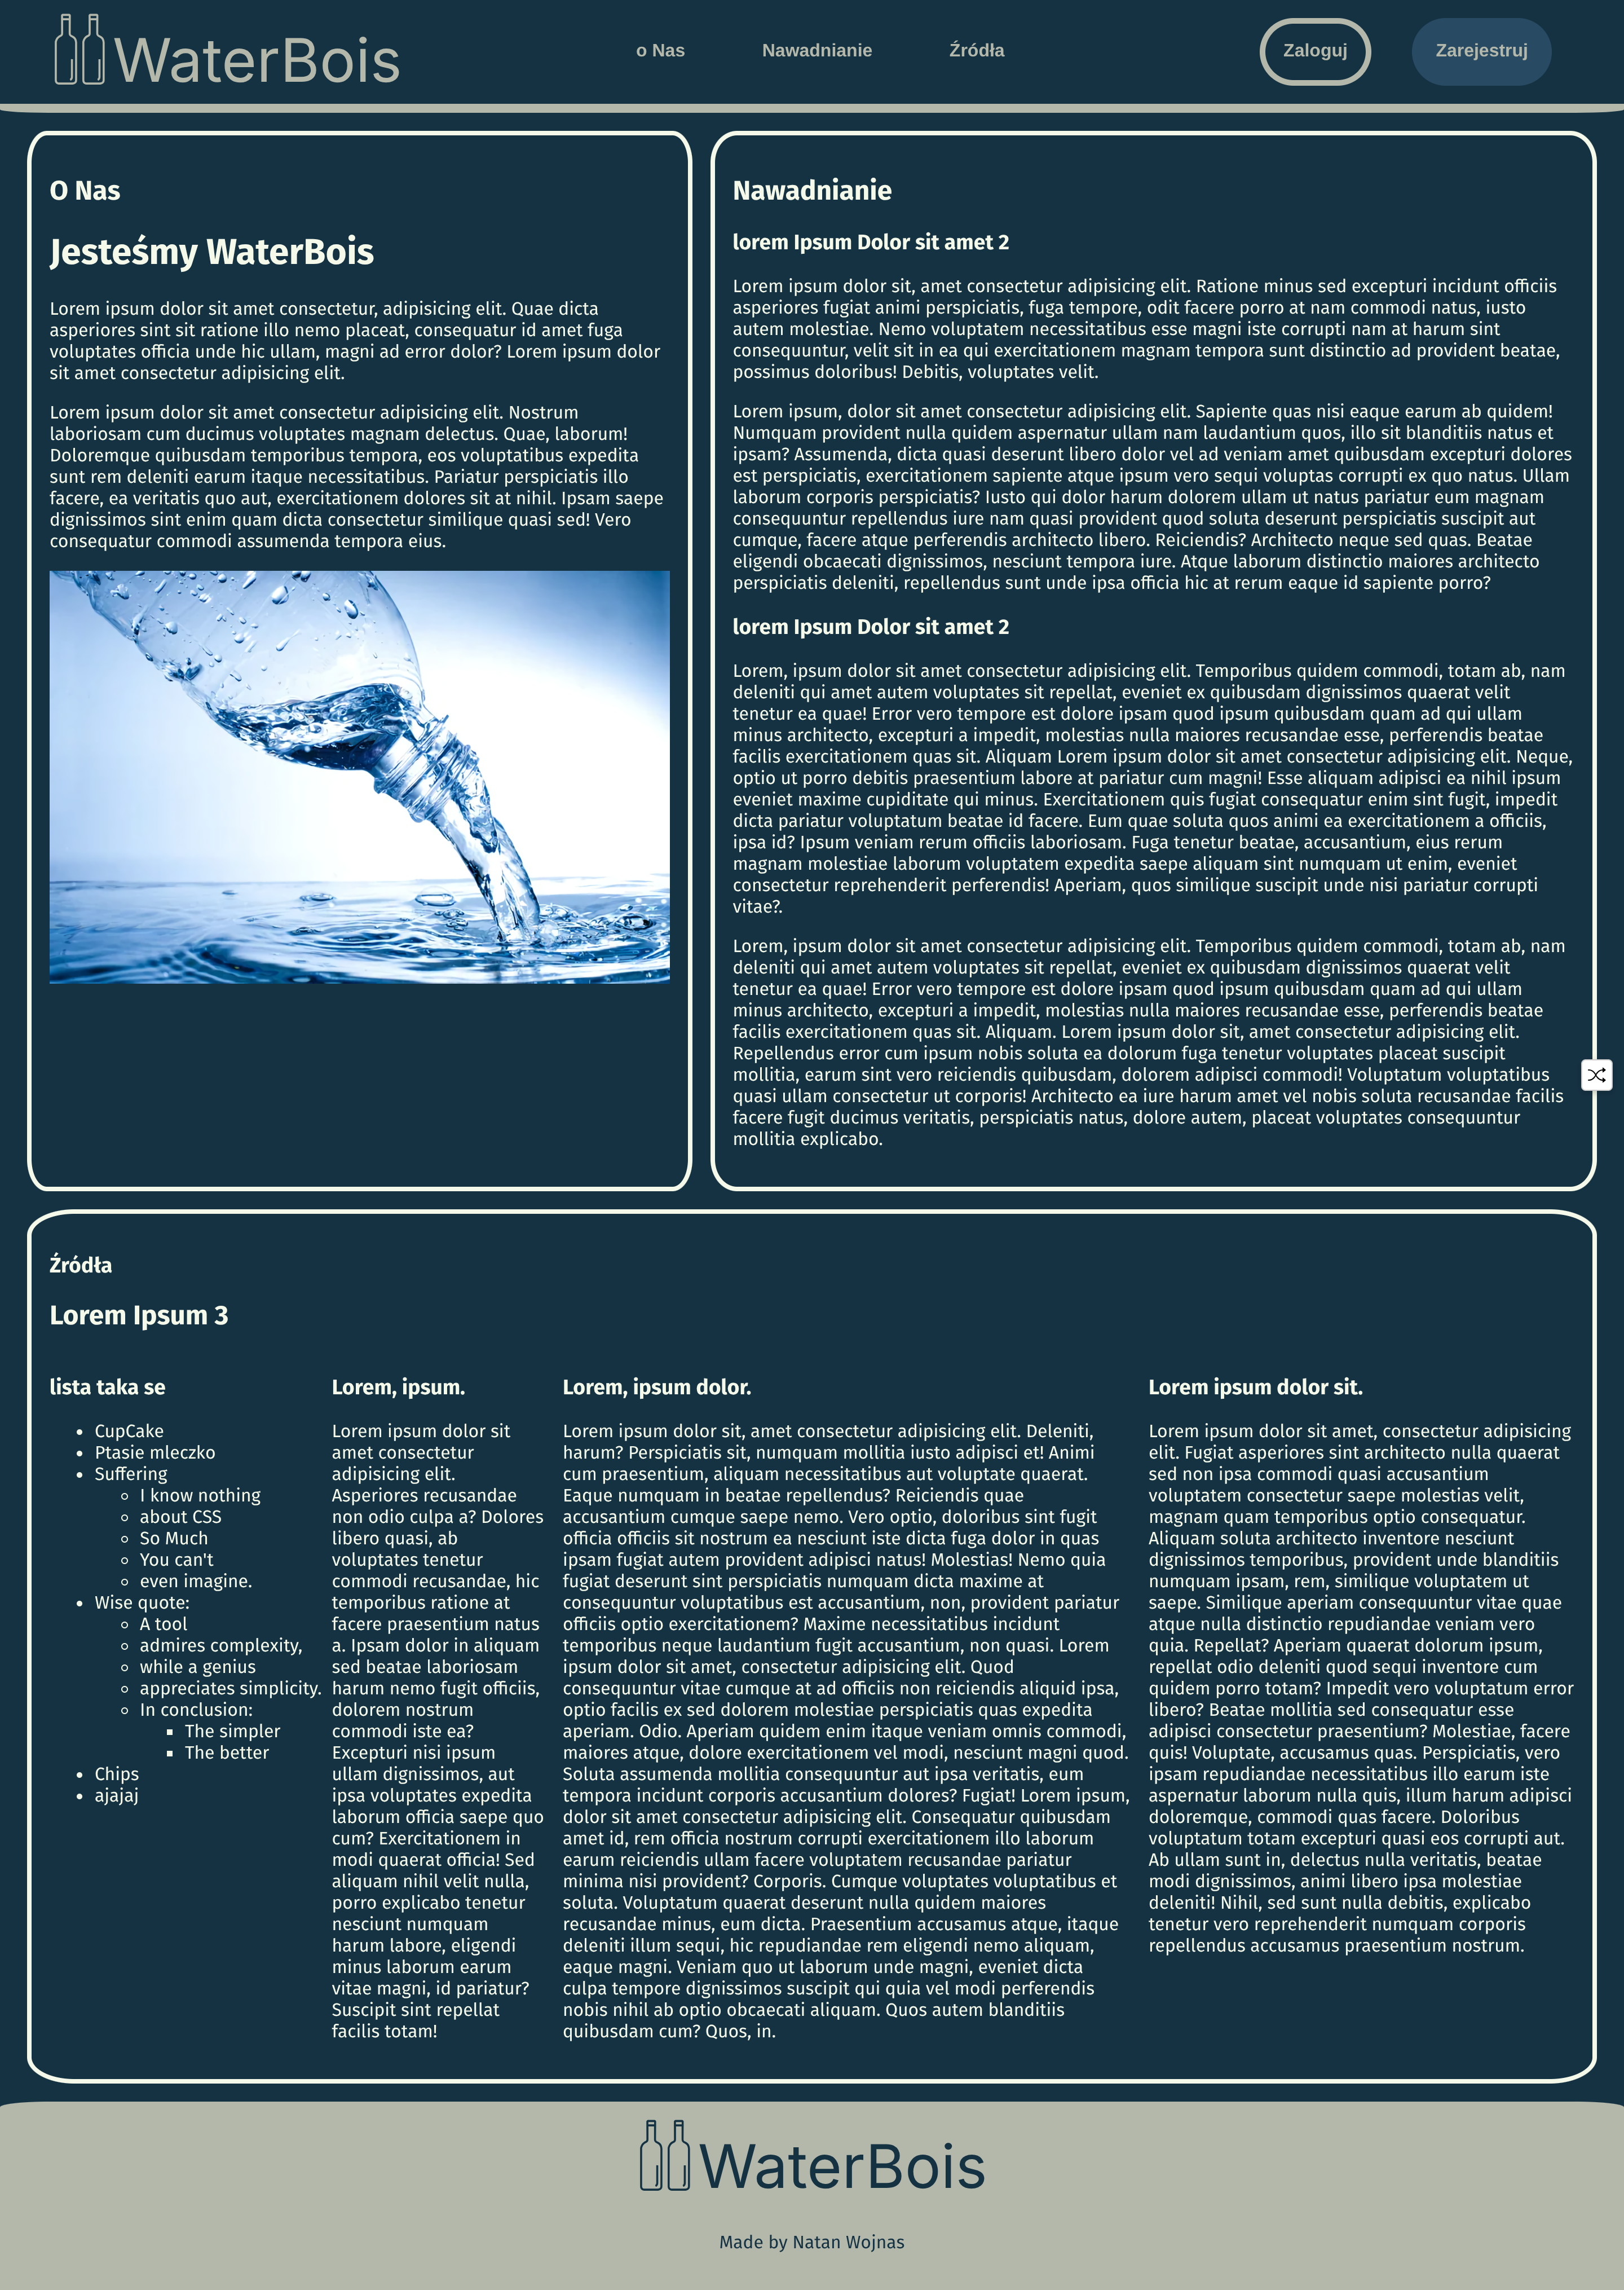 WaterBois
o Nas
Nawadnianie
Źródła
Zaloguj
Zarejestruj
O Nas
Jesteśmy WaterBois
Lorem ipsum dolor sit amet consectetur, adipisicing elit. Quae dicta
asperiores sint sit ratione illo nemo placeat, consequatur id amet fuga
voluptates officia unde hic ullam, magni ad error dolor? Lorem ipsum dolor
sit amet consectetur adipisicing elit.
Lorem ipsum dolor sit amet consectetur adipisicing elit. Nostrum
laboriosam cum ducimus voluptates magnam delectus. Quae, laborum!
Doloremque quibusdam temporibus tempora, eos voluptatibus expedita
sunt rem deleniti earum itaque necessitatibus. Pariatur perspiciatis illo
facere, ea veritatis quo aut, exercitationem dolores sit at nihil. Ipsam saepe
dignissimos sint enim quam dicta consectetur similique quasi sed! Vero
consequatur commodi assumenda tempora eius.
Nawadnianie
lorem Ipsum Dolor sit amet 2
Lorem ipsum dolor sit, amet consectetur adipisicing elit. Ratione minus sed excepturi incidunt officiis
asperiores fugiat animi perspiciatis, fuga tempore, odit facere porro at nam commodi natus, iusto
autem molestiae. Nemo voluptatem necessitatibus esse magni iste corrupti nam at harum sint
consequuntur, velit sit in ea qui exercitationem magnam tempora sunt distinctio ad provident beatae,
possimus doloribus! Debitis, voluptates velit.
Lorem ipsum, dolor sit amet consectetur adipisicing elit. Sapiente quas nisi eaque earum ab quidem!
Numquam provident nulla quidem aspernatur ullam nam laudantium quos, illo sit blanditiis natus et
ipsam? Assumenda, dicta quasi deserunt libero dolor vel ad veniam amet quibusdam excepturi dolores
est perspiciatis, exercitationem sapiente atque ipsum vero sequi voluptas corrupti ex quo natus. Ullam
laborum corporis perspiciatis? Iusto qui dolor harum dolorem ullam ut natus pariatur eum magnam
consequuntur repellendus iure nam quasi provident quod soluta deserunt perspiciatis suscipit aut
cumque, facere atque perferendis architecto libero. Reiciendis? Architecto neque sed quas. Beatae
eligendi obcaecati dignissimos, nesciunt tempora iure. Atque laborum distinctio maiores architecto
perspiciatis deleniti, repellendus sunt unde ipsa officia hic at rerum eaque id sapiente porro?
lorem Ipsum Dolor sit amet 2
Lorem, ipsum dolor sit amet consectetur adipisicing elit. Temporibus quidem commodi, totam ab, nam
deleniti qui amet autem voluptates sit repellat, eveniet ex quibusdam dignissimos quaerat velit
tenetur ea quae! Error vero tempore est dolore ipsam quod ipsum quibusdam quam ad qui ullam
minus architecto, excepturi a impedit, molestias nulla maiores recusandae esse, perferendis beatae
facilis exercitationem quas sit. Aliquam Lorem ipsum dolor sit amet consectetur adipisicing elit. Neque,
optio ut porro debitis praesentium labore at pariatur cum magni! Esse aliquam adipisci ea nihil ipsum
eveniet maxime cupiditate qui minus. Exercitationem quis fugiat consequatur enim sint fugit, impedit
dicta pariatur voluptatum beatae id facere. Eum quae soluta quos animi ea exercitationem a officiis,
ipsa id? Ipsum veniam rerum officiis laboriosam. Fuga tenetur beatae, accusantium, eius rerum
magnam molestiae laborum voluptatem expedita saepe aliquam sint numquam ut enim, eveniet
consectetur reprehenderit perferendis! Aperiam, quos similique suscipit unde nisi pariatur corrupti
vitae?.
Lorem, ipsum dolor sit amet consectetur adipisicing elit. Temporibus quidem commodi, totam ab, nam
deleniti qui amet autem voluptates sit repellat, eveniet ex quibusdam dignissimos quaerat velit
tenetur ea quae! Error vero tempore est dolore ipsam quod ipsum quibusdam quam ad qui ullam
minus architecto, excepturi a impedit, molestias nulla maiores recusandae esse, perferendis beatae
facilis exercitationem quas sit. Aliquam. Lorem ipsum dolor sit, amet consectetur adipisicing elit.
Repellendus error cum ipsum nobis soluta ea dolorum fuga tenetur voluptates placeat suscipit
mollitia, earum sint vero reiciendis quibusdam, dolorem adipisci commodi! Voluptatum voluptatibus
quasi ullam consectetur ut corporis! Architecto ea iure harum amet vel nobis soluta recusandae facilis
facere fugit ducimus veritatis, perspiciatis natus, dolore autem, placeat voluptates consequuntur
mollitia explicabo.
Źródła
Lorem Ipsum 3
lista taka se
CupCake
Ptasie mleczko
Suffering
I know nothing
about CSS
So Much
You can't
even imagine.
Wise quote:
A tool
admires complexity,
while a genius
appreciates simplicity.
In conclusion:
The simpler
The better
Chips
ajajaj
Lorem, ipsum.
Lorem ipsum dolor sit
amet consectetur
adipisicing elit.
Asperiores recusandae
non odio culpa a? Dolores
libero quasi, ab
voluptates tenetur
commodi recusandae, hic
temporibus ratione at
facere praesentium natus
a. Ipsam dolor in aliquam
sed beatae laboriosam
harum nemo fugit officiis,
dolorem nostrum
commodi iste ea?
Excepturi nisi ipsum
ullam dignissimos, aut
ipsa voluptates expedita
laborum officia saepe quo
cum? Exercitationem in
modi quaerat officia! Sed
aliquam nihil velit nulla,
porro explicabo tenetur
nesciunt numquam
harum labore, eligendi
minus laborum earum
vitae magni, id pariatur?
Suscipit sint repellat
facilis totam!
Lorem, ipsum dolor.
Lorem ipsum dolor sit, amet consectetur adipisicing elit. Deleniti,
harum? Perspiciatis sit, numquam mollitia iusto adipisci et! Animi
cum praesentium, aliquam necessitatibus aut voluptate quaerat.
Eaque numquam in beatae repellendus? Reiciendis quae
accusantium cumque saepe nemo. Vero optio, doloribus sint fugit
officia officiis sit nostrum ea nesciunt iste dicta fuga dolor in quas
ipsam fugiat autem provident adipisci natus! Molestias! Nemo quia
fugiat deserunt sint perspiciatis numquam dicta maxime at
consequuntur voluptatibus est accusantium, non, provident pariatur
officiis optio exercitationem? Maxime necessitatibus incidunt
temporibus neque laudantium fugit accusantium, non quasi. Lorem
ipsum dolor sit amet, consectetur adipisicing elit. Quod
consequuntur vitae cumque at ad officiis non reiciendis aliquid ipsa,
optio facilis ex sed dolorem molestiae perspiciatis quas expedita
aperiam. Odio. Aperiam quidem enim itaque veniam omnis commodi,
maiores atque, dolore exercitationem vel modi, nesciunt magni quod.
Soluta assumenda mollitia consequuntur aut ipsa veritatis, eum
tempora incidunt corporis accusantium dolores? Fugiat! Lorem ipsum,
dolor sit amet consectetur adipisicing elit. Consequatur quibusdam
amet id, rem officia nostrum corrupti exercitationem illo laborum
earum reiciendis ullam facere voluptatem recusandae pariatur
minima nisi provident? Corporis. Cumque voluptates voluptatibus et
soluta. Voluptatum quaerat deserunt nulla quidem maiores
recusandae minus, eum dicta. Praesentium accusamus atque, itaque
deleniti illum sequi, hic repudiandae rem eligendi nemo aliquam,
eaque magni. Veniam quo ut laborum unde magni, eveniet dicta
culpa tempore dignissimos suscipit qui quia vel modi perferendis
nobis nihil ab optio obcaecati aliquam. Quos autem blanditiis
quibusdam cum? Quos, in.
Lorem ipsum dolor sit.
Lorem ipsum dolor sit amet, consectetur adipisicing
elit. Fugiat asperiores sint architecto nulla quaerat
sed non ipsa commodi quasi accusantium
voluptatem consectetur saepe molestias velit,
magnam quam temporibus optio consequatur.
Aliquam soluta architecto inventore nesciunt
dignissimos temporibus, provident unde blanditiis
numquam ipsam, rem, similique voluptatem ut
saepe. Similique aperiam consequuntur vitae quae
atque nulla distinctio repudiandae veniam vero
quia. Repellat? Aperiam quaerat dolorum ipsum,
repellat odio deleniti quod sequi inventore cum
quidem porro totam? Impedit vero voluptatum error
libero? Beatae mollitia sed consequatur esse
adipisci consectetur praesentium? Molestiae, facere
quis! Voluptate, accusamus quas. Perspiciatis, vero
ipsam repudiandae necessitatibus illo earum iste
aspernatur laborum nulla quis, illum harum adipisci
doloremque, commodi quas facere. Doloribus
voluptatum totam excepturi quasi eos corrupti aut.
Ab ullam sunt in, delectus nulla veritatis, beatae
modi dignissimos, animi libero ipsa molestiae
deleniti! Nihil, sed sunt nulla debitis, explicabo
tenetur vero reprehenderit numquam corporis
repellendus accusamus praesentium nostrum.
WaterBois
Made by Natan Wojnas